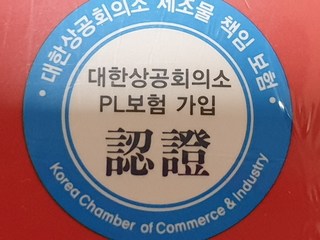 대한상공회의소 제조물 책임 보험
대한상공회의소
PL보험 가입
認證
Korea Chamber of Commerce & Industry